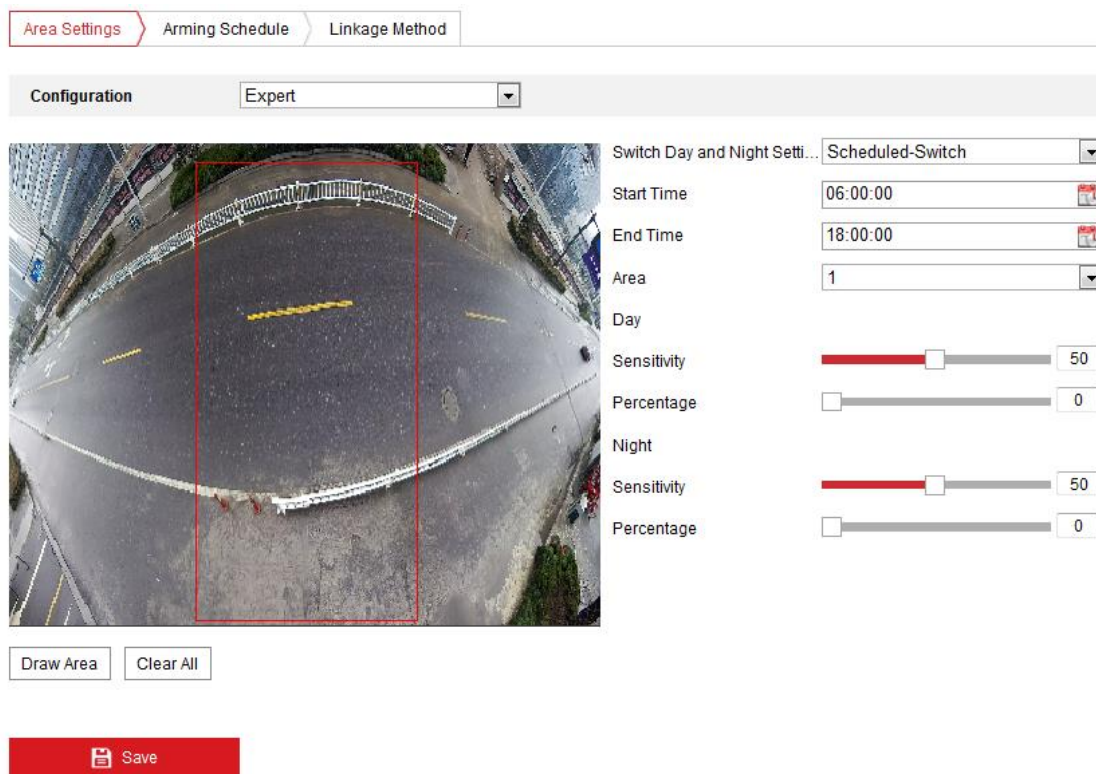 Area Settings
Arming Schedule
Linkage Method
Configuration
Expert
Switch Day and Night Setti... Scheduled-Switch
Start Time 06:00:00
End Time 18:00:00
Area 1
Day
Sensitivity 50
Percentage 0
Night
Sensitivity 50
Percentage 0
Draw Area
Clear All
Save